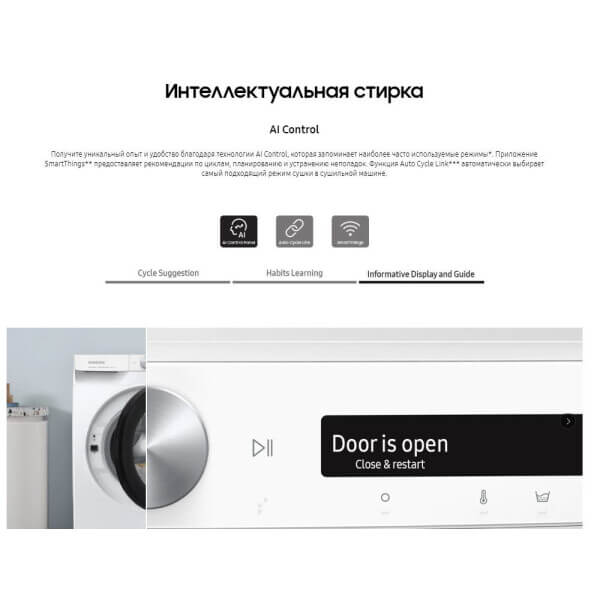 Интеллектуальная стирка
AI Control
Получите уникальный опыт и удобство благодаря технологии AI Control, которая запоминает наиболее часто используемые режимы*. Приложение
SmartThings** предоставляет рекомендации по циклам, планированию и устранению неполадок. Функция Auto Cycle Link*** автоматически выбирает
самый подходящий режим сушки в сушильной машине.
AI
AI Control Panel Auto Cycle Link SmartThings
Cycle Suggestion Habits Learning Informative Display and Guide
SAMSUNG
Door is open
Close & restart